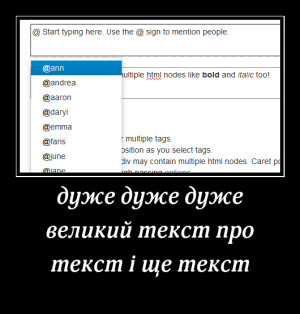 @ Start typing here. Use the @ sign to mention people.
@ann
ultiple html nodes like bold and italic too!
@andrea
@aaron
@daryl
@emma
@faris
multiple tags.
@june
osition as you select tags.
div may contain multiple html nodes. Caret po
@jane
passing options
дуже дуже дуже
великий текст про
текст і ще текст